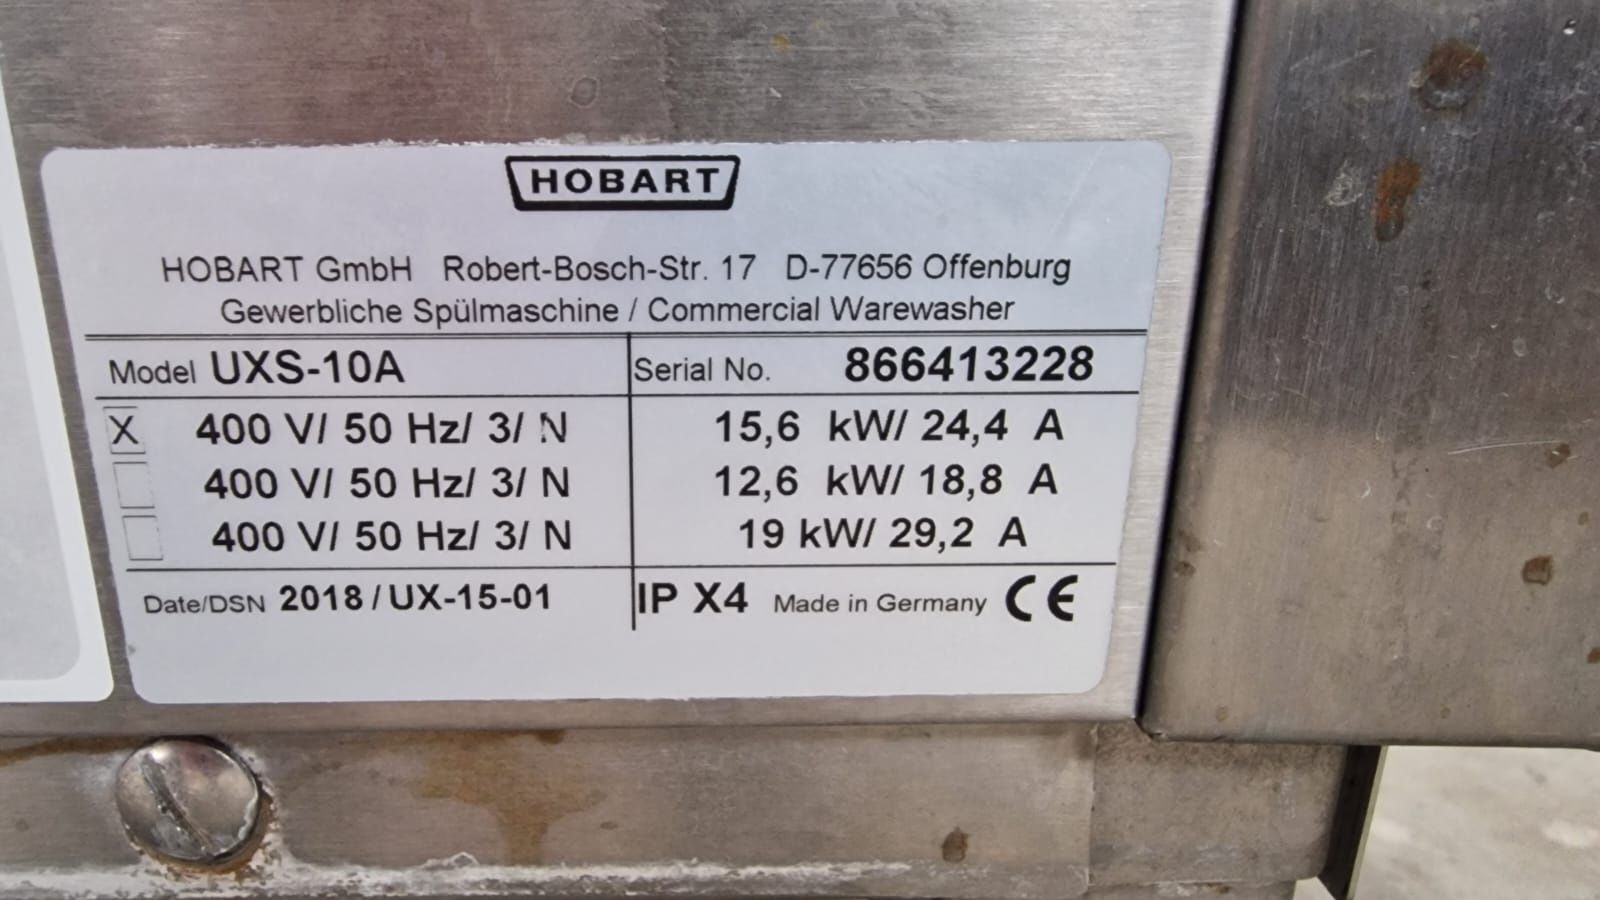 HOBART
HOBART GmbH Robert-Bosch-Str. 17 D-77656 Offenburg
Gewerbliche Spülmaschine / Commercial Warewasher
Model UXS-10A Serial No. 866413228
X 400 V/ 50 Hz/ 3/ N 15,6 kW/ 24,4 A
400 V/ 50 Hz/ 3/ N 12,6 kW/ 18,8 A
400 V/ 50 Hz/ 3/ N 19 kW/ 29,2 A
Date/DSN 2018 / UX-15-01 IP X4 Made in Germany CE